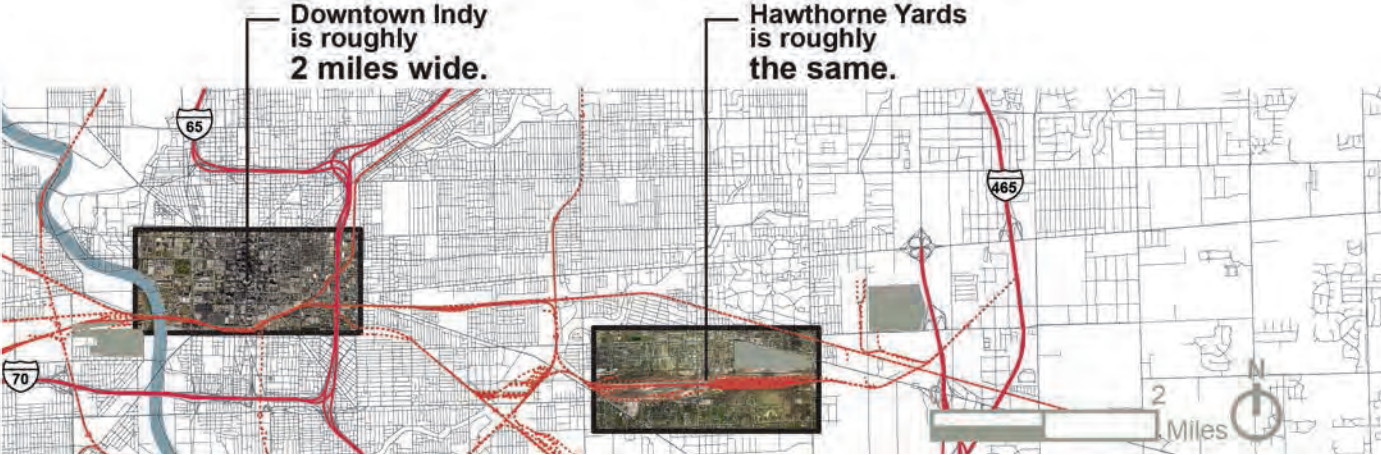 Downtown Indy
is roughly
2 miles wide.
Hawthorne Yards
is roughly
the same.
65
465
70
N
2
Miles